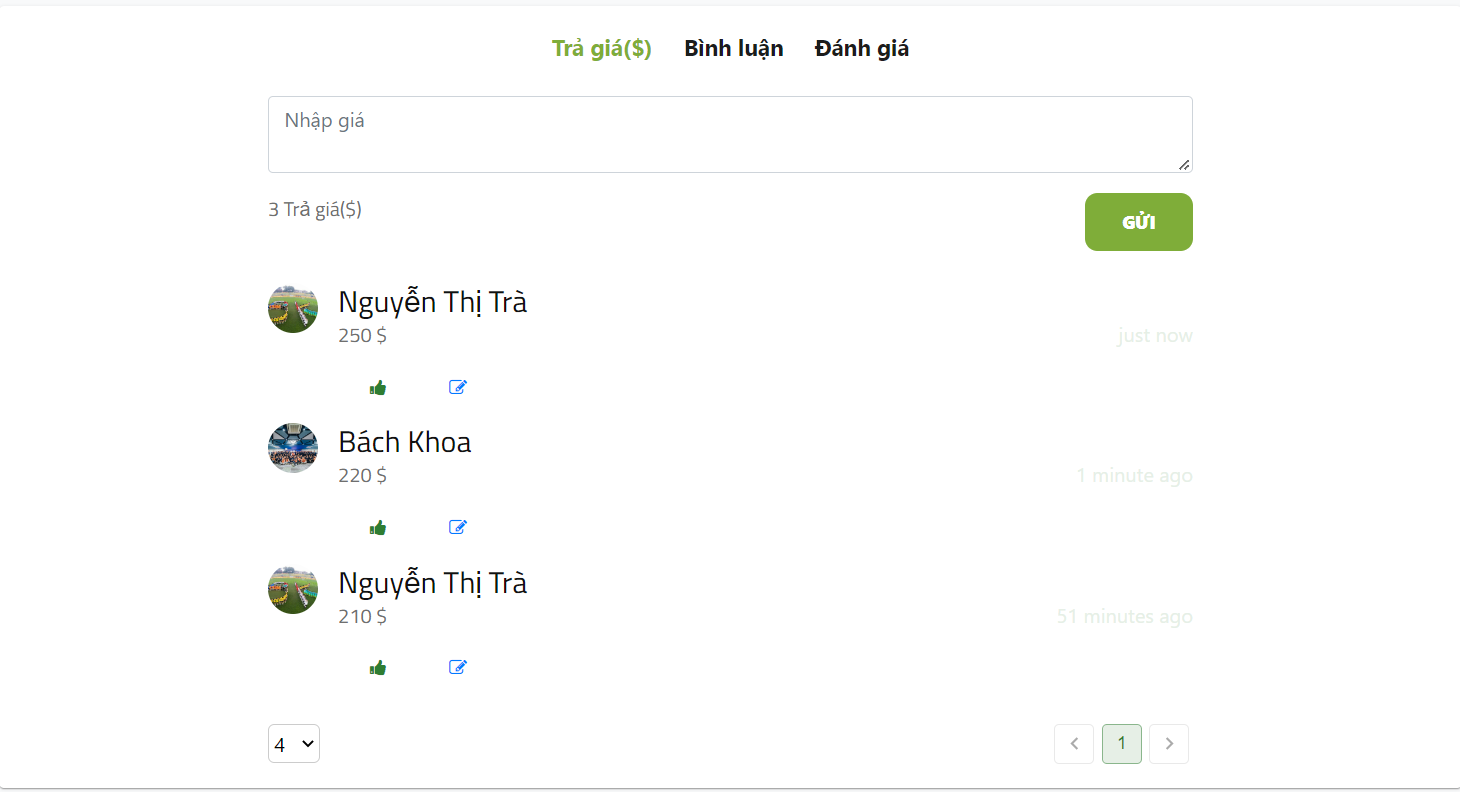 Trả giá($) Bình luận Đánh giá
Nhập giá
3 Trả giá($)
GỬI
Nguyễn Thị Trà
250 $
just now
Bách Khoa
220 $
1 minute ago
Nguyễn Thị Trà
210 $
51 minutes ago
4
1